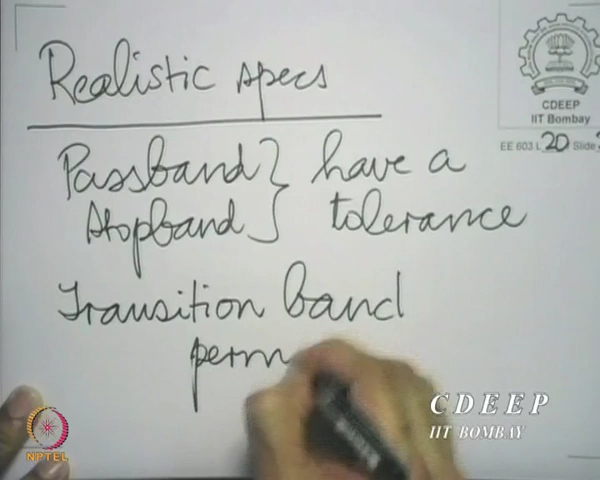 Realistic specs
Passband } have a
Stopband } tolerance
Transition band
perm
CDEEP
IIT Bombay
EE 603 L 20 Slide
CDEEP
IIT BOMBAY
NPTEL